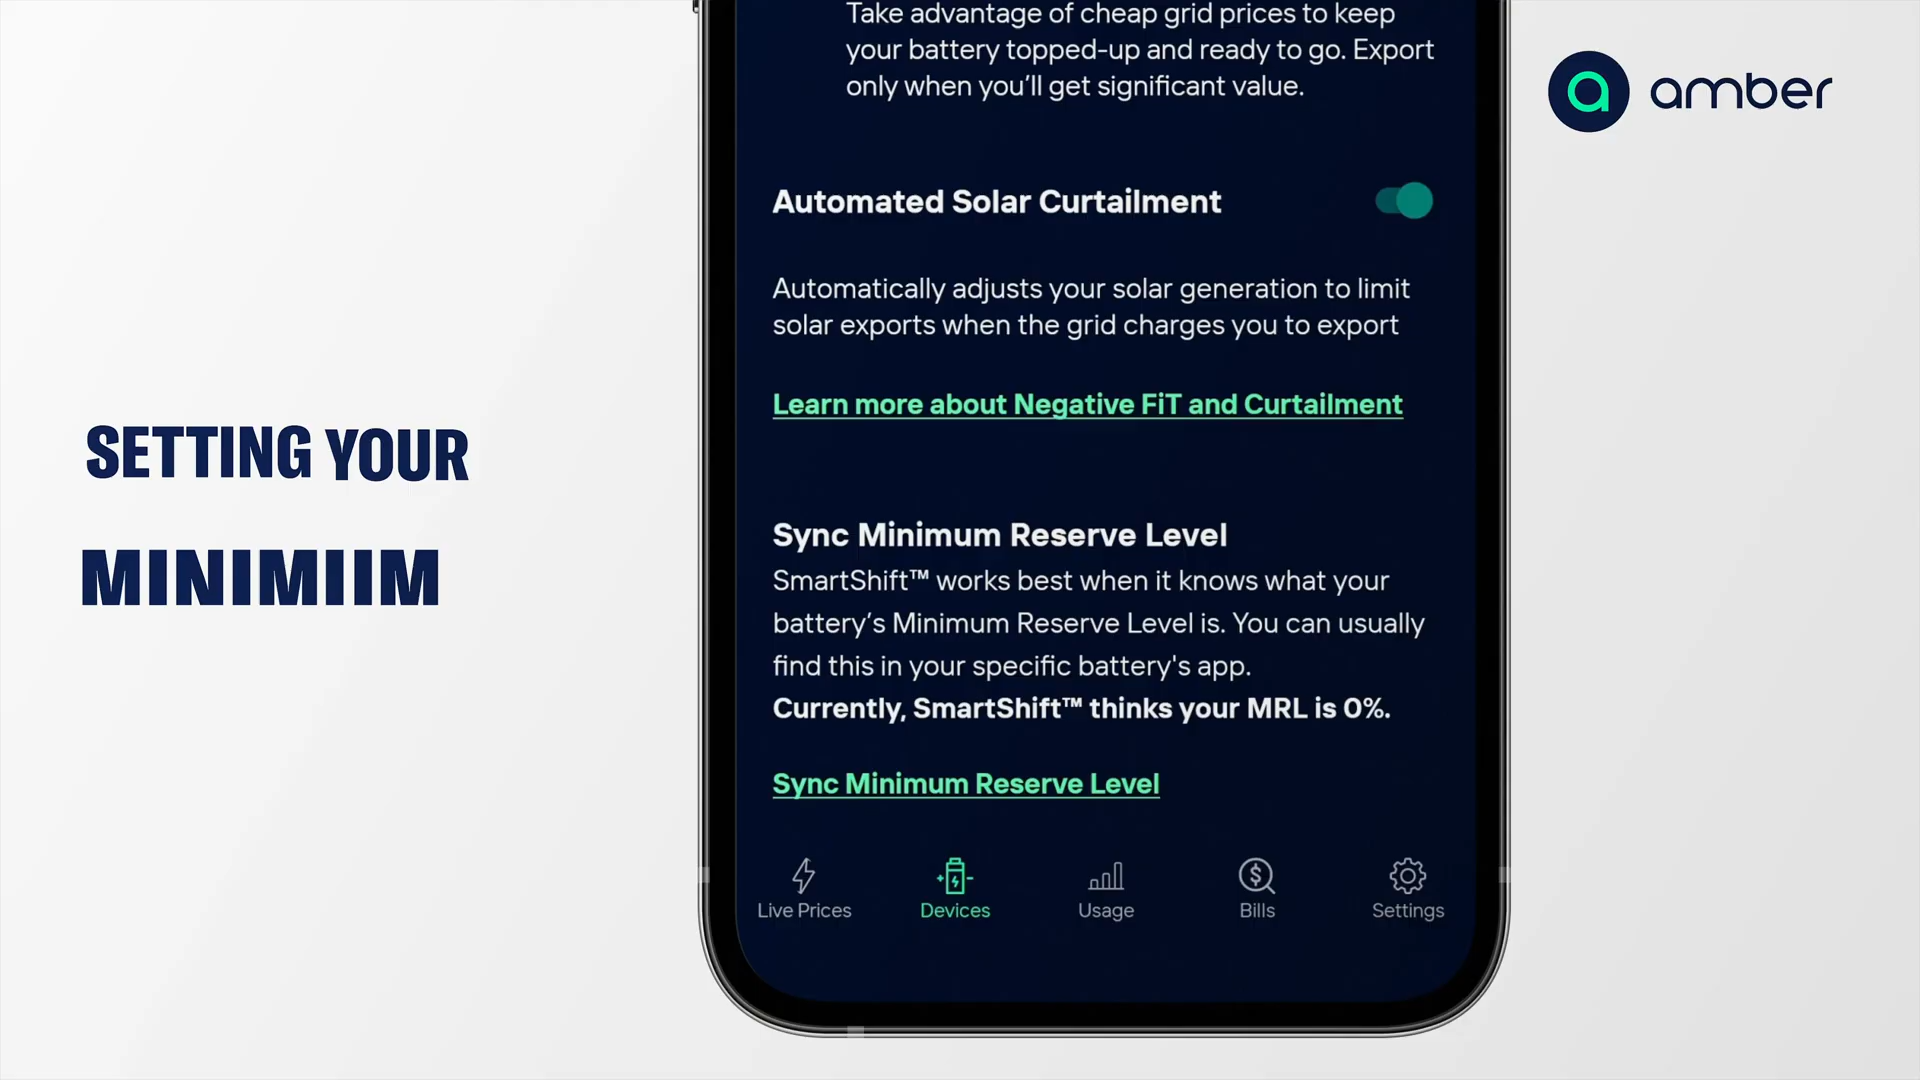 Take advantage of cheap grid prices to keep
your battery topped-up and ready to go. Export
only when you'll get significant value.
amber
Automated Solar Curtailment
Automatically adjusts your solar generation to limit
solar exports when the grid charges you to export
Learn more about Negative FiT and Curtailment
SETTING YOUR
MINIMIIM
Sync Minimum Reserve Level
SmartShift™ works best when it knows what your
battery's Minimum Reserve Level is. You can usually
find this in your specific battery's app.
Currently, SmartShift™ thinks your MRL is 0%.
Sync Minimum Reserve Level
Live Prices
Devices
Usage
Bills
Settings